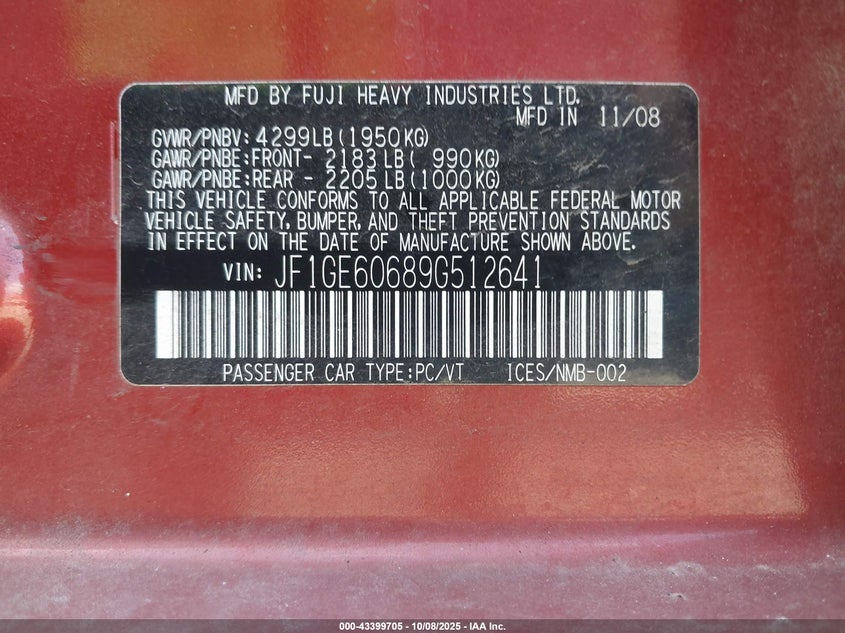 MFD BY FUJI HEAVY INDUSTRIES LTD.
MFD IN 11/08
GVWR/PNBV: 4299LB(1950KG)
GAWR/PNBE:FRONT- 2183LB( 990KG)
GAWR/PNBE:REAR - 2205LB(1000KG)
THIS VEHICLE CONFORMS TO ALL APPLICABLE FEDERAL MOTOR
VEHICLE SAFETY, BUMPER, AND THEFT PREVENTION STANDARDS
IN EFFECT ON THE DATE OF MANUFACTURE SHOWN ABOVE.
VIN: JF1GE60689G512641
PASSENGER CAR TYPE:PC/VT ICES/NMB-002
000-43399705 - 10/08/2025 - IAA Inc.